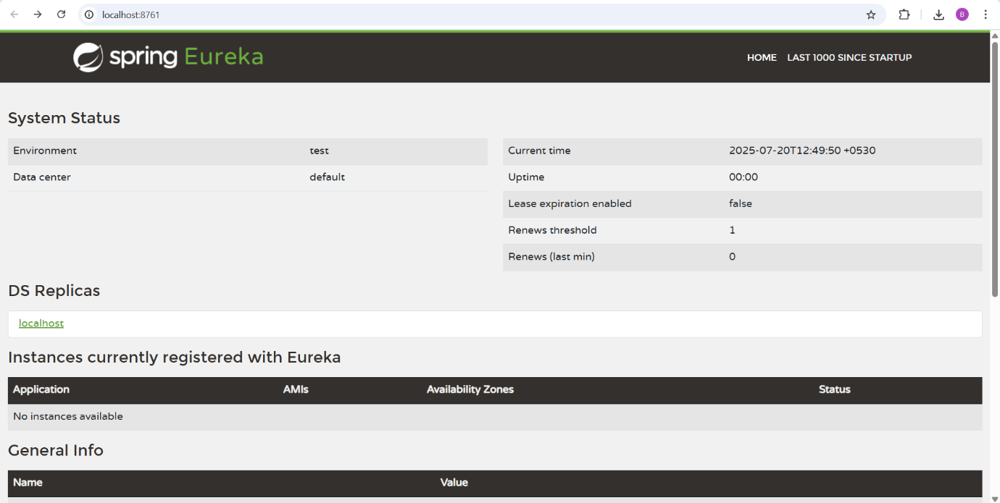 localhost:8761
B
spring Eureka
HOME LAST 1000 SINCE STARTUP
System Status
Environment test
Data center default
Current time 2025-07-20T12:49:50 +0530
Uptime 00:00
Lease expiration enabled false
Renews threshold 1
Renews (last min) 0
DS Replicas
localhost
Instances currently registered with Eureka
Application AMIs Availability Zones Status
No instances available
General Info
Name Value